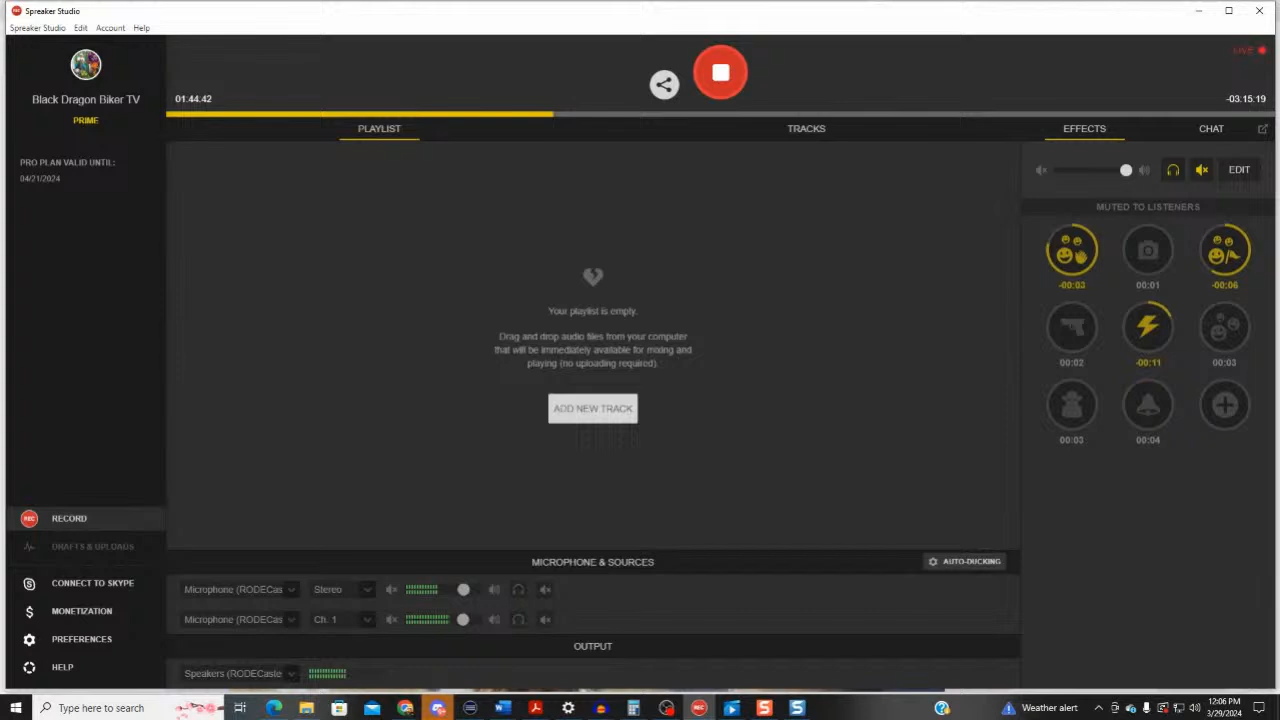 Spreaker Studio
Spreaker Studio Edit Account Help
LIVE
01:44:42
-03:15:19
Black Dragon Biker TV
PRIME
PRO PLAN VALID UNTIL:
04/21/2024
PLAYLIST
TRACKS
EFFECTS
CHAT
EDIT
MUTED TO LISTENERS
-00:03
00:01
-00:06
00:02
-00:11
00:03
00:03
00:04
Your playlist is empty.
Drag and drop audio files from your computer
that will be immediately available for mixing and
playing (no uploading required).
ADD NEW TRACK
REC
RECORD
DRAFTS & UPLOADS
CONNECT TO SKYPE
MONETIZATION
PREFERENCES
HELP
MICROPHONE & SOURCES
AUTO-DUCKING
Microphone (RODECas
Stereo
Microphone (RODECas
Ch. 1
OUTPUT
Speakers (RODECaste
Type here to search
Weather alert
12:06 PM
3/29/2024